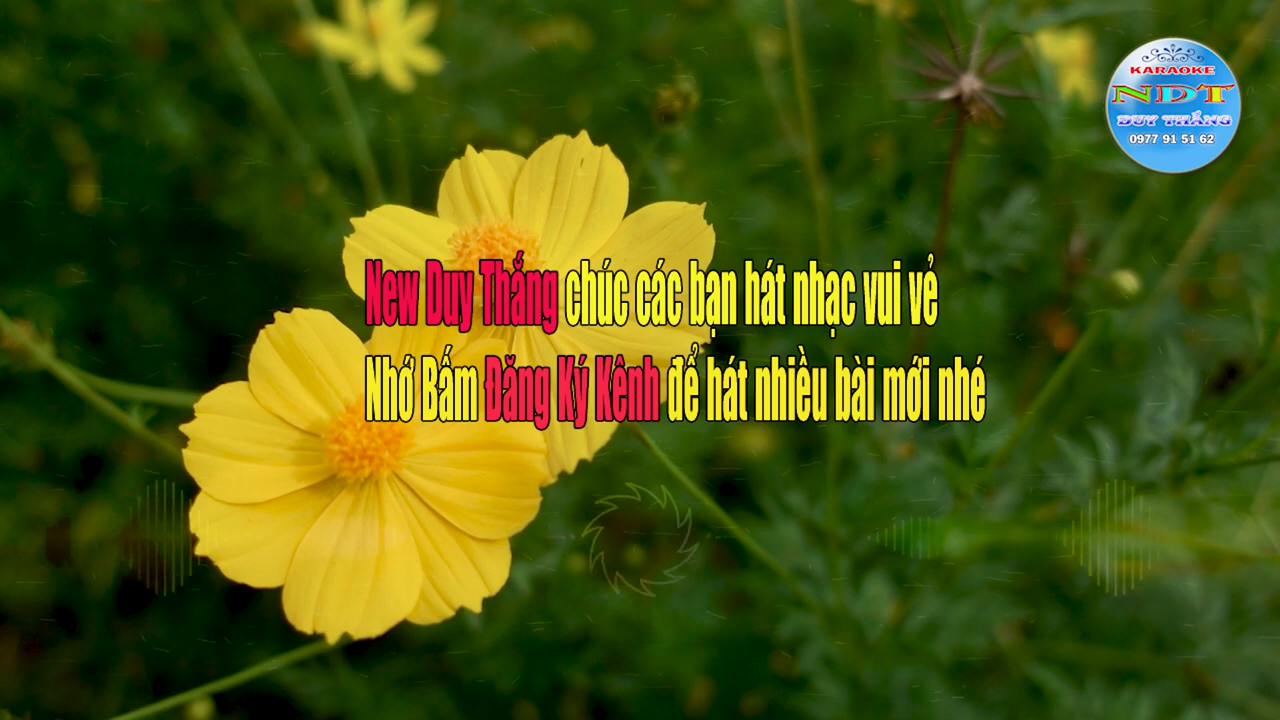 KARAOKE
NDT
DUY THẮNG
0977 91 51 62
New Duy Thắng chúc các bạn hát nhạc vui vẻ
Nhớ Bấm Đăng Ký Kênh để hát nhiều bài mới nhé